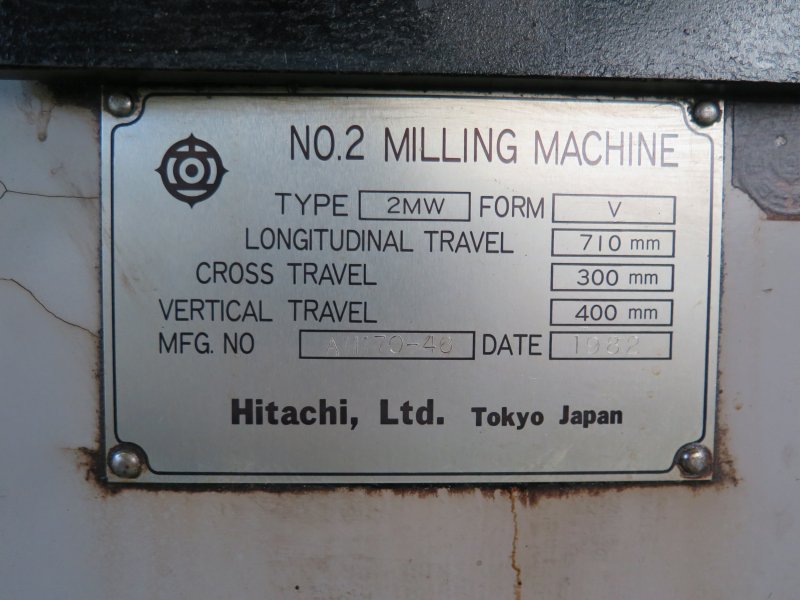 NO.2 MILLING MACHINE
TYPE 2MW FORM V
LONGITUDINAL TRAVEL 710 mm
CROSS TRAVEL 300 mm
VERTICAL TRAVEL 400 mm
MFG. NO DATE 1982
Hitachi, Ltd. Tokyo Japan